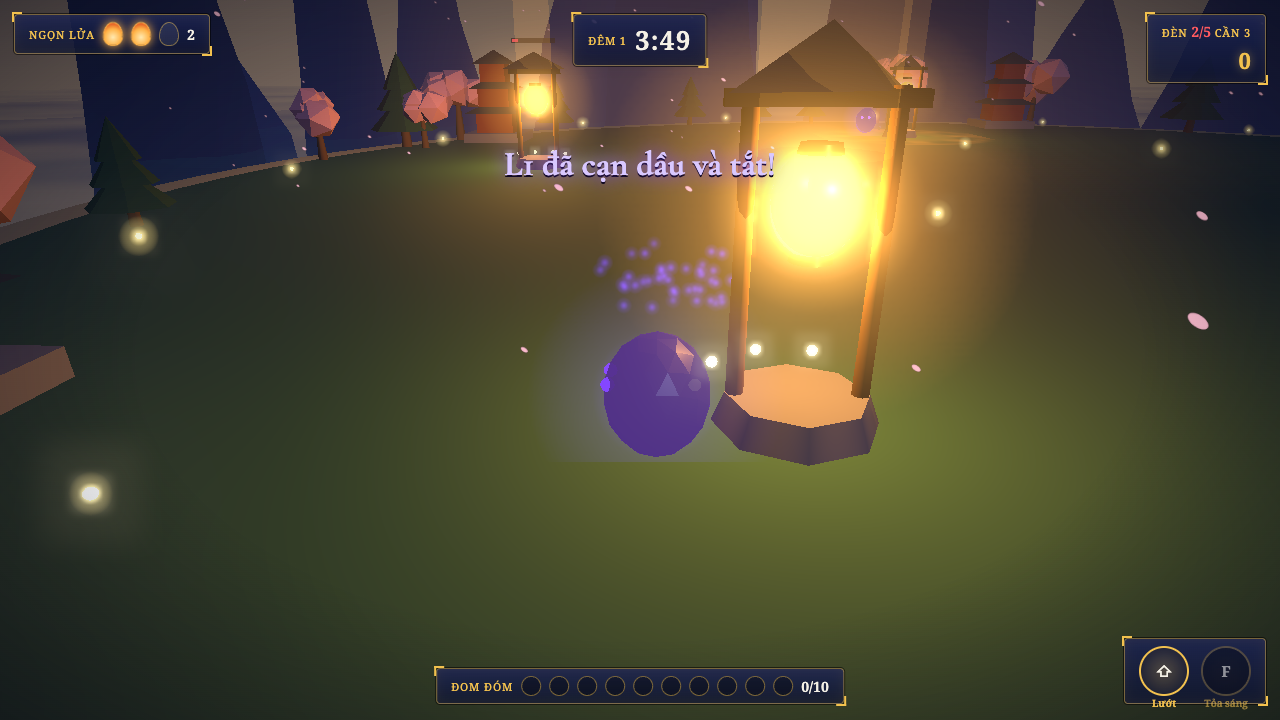 NGỌN LỬA 2
ĐÊM 1 3:49
ĐÈN 2/5 CẦN 3
0
Li đã cạn dầu và tắt!
ĐOM ĐÓM 0/10
F
Lướt Tỏa sáng